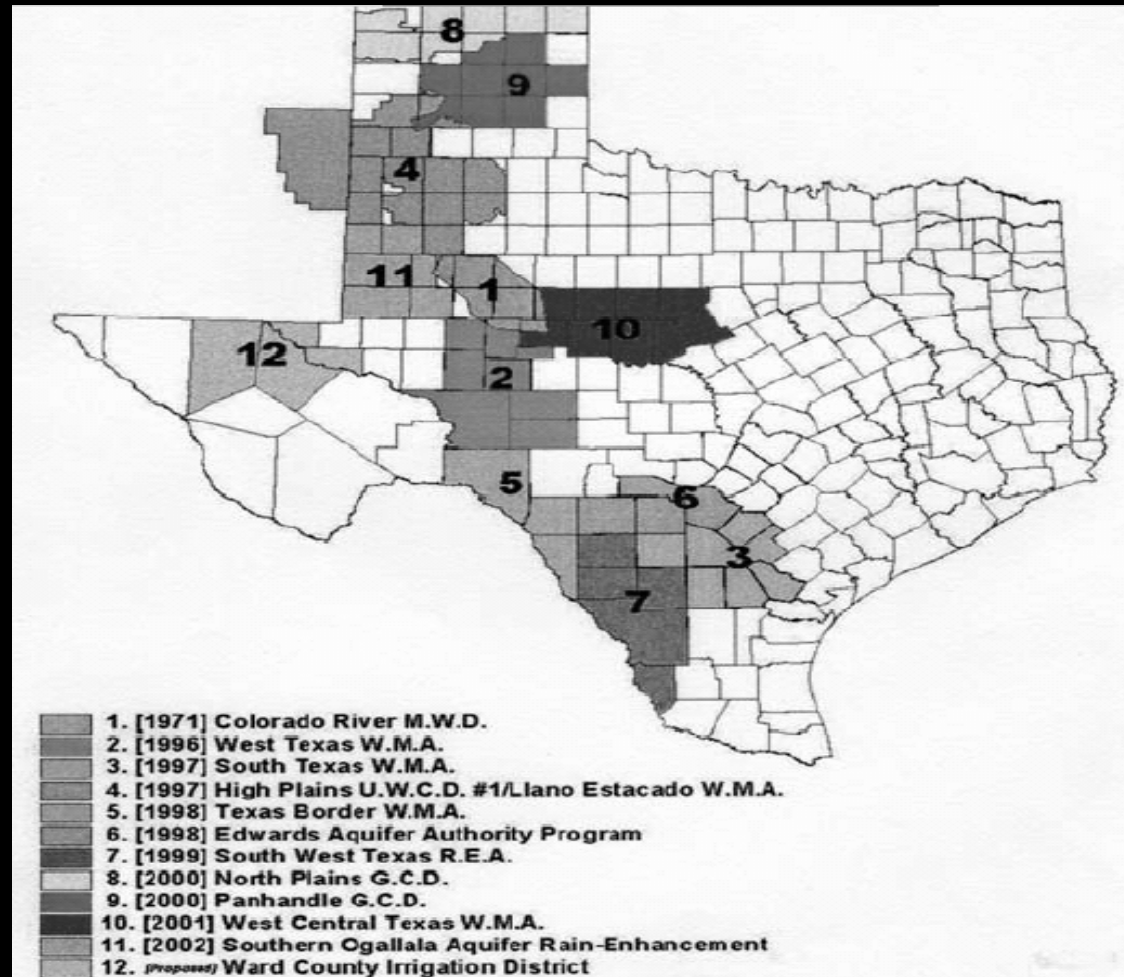 8
9
4
11
1
10
12
2
5
6
3
7
1. [1971] Colorado River M.W.D.
2. [1996] West Texas W.M.A.
3. [1997] South Texas W.M.A.
4. [1997] High Plains U.W.C.D. #1/Llano Estacado W.M.A.
5. [1998] Texas Border W.M.A.
6. [1998] Edwards Aquifer Authority Program
7. [1999] South West Texas R.E.A.
8. [2000] North Plains G.C.D.
9. [2000] Panhandle G.C.D.
10. [2001] West Central Texas W.M.A.
11. [2002] Southern Ogallala Aquifer Rain-Enhancement
12. (Proposed) Ward County Irrigation District